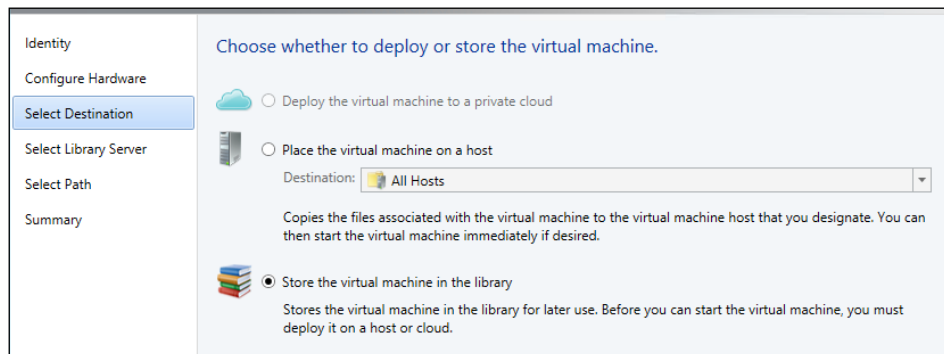 Identity
Configure Hardware
Select Destination
Select Library Server
Select Path
Summary
Choose whether to deploy or store the virtual machine.
Deploy the virtual machine to a private cloud
Place the virtual machine on a host
Destination: All Hosts
Copies the files associated with the virtual machine to the virtual machine host that you designate. You can
then start the virtual machine immediately if desired.
Store the virtual machine in the library
Stores the virtual machine in the library for later use. Before you can start the virtual machine, you must
deploy it on a host or cloud.